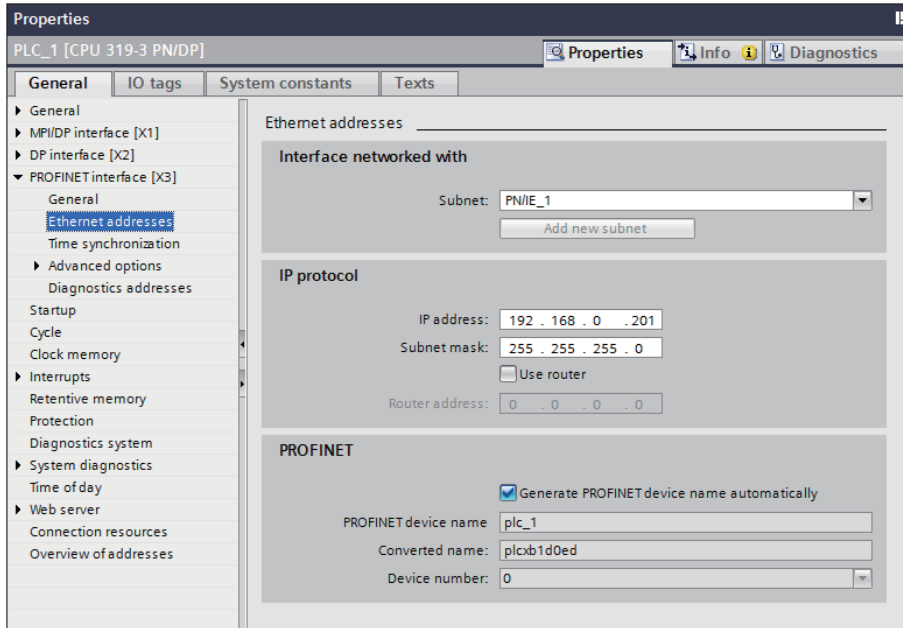 Properties
PLC_1 [CPU 319-3 PN/DP]
Properties Info Diagnostics
General IO tags System constants Texts
General
MPI/DP interface [X1]
DP interface [X2]
PROFINET interface [X3]
General
Ethernet addresses
Time synchronization
Advanced options
Diagnostics addresses
Startup
Cycle
Clock memory
Interrupts
Retentive memory
Protection
Diagnostics system
System diagnostics
Time of day
Web server
Connection resources
Overview of addresses
Ethernet addresses
Interface networked with
Subnet: PN/IE_1
Add new subnet
IP protocol
IP address: 192 . 168 . 0 . 201
Subnet mask: 255 . 255 . 255 . 0
Use router
Router address: 0 . 0 . 0 . 0
PROFINET
Generate PROFINET device name automatically
PROFINET device name plc_1
Converted name: plcxb1d0ed
Device number: 0